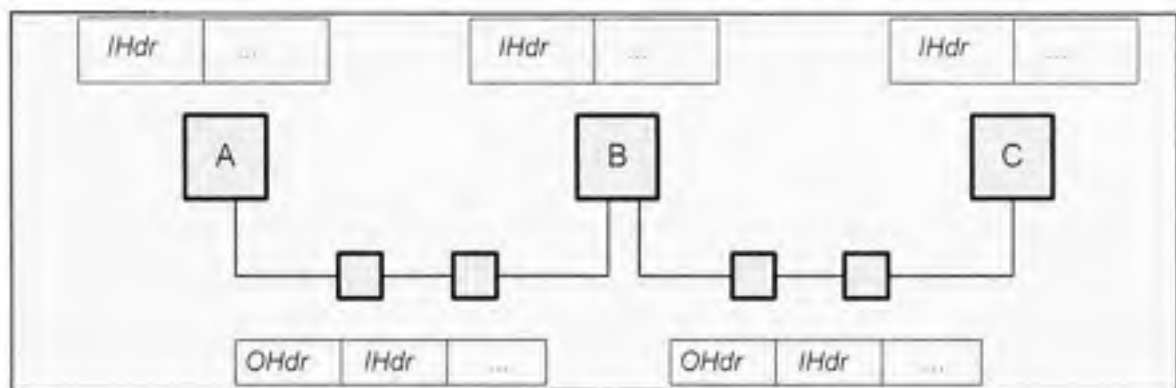 IHdr ... IHdr ... IHdr ...
A B C
OHdr IHdr ... OHdr IHdr ...